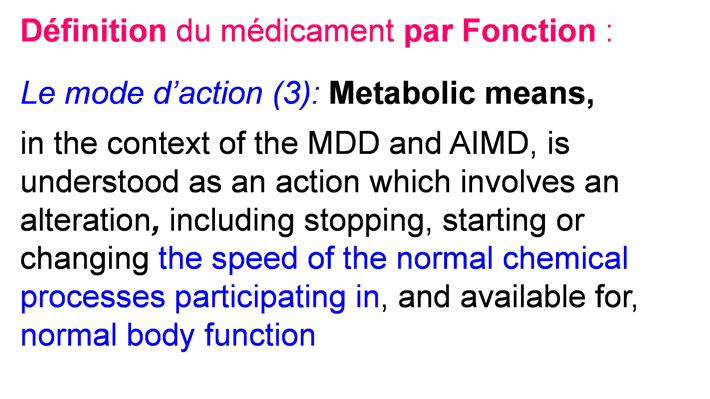 Définition du médicament par Fonction :
Le mode d’action (3): Metabolic means,
in the context of the MDD and AIMD, is
understood as an action which involves an
alteration, including stopping, starting or
changing the speed of the normal chemical
processes participating in, and available for,
normal body function